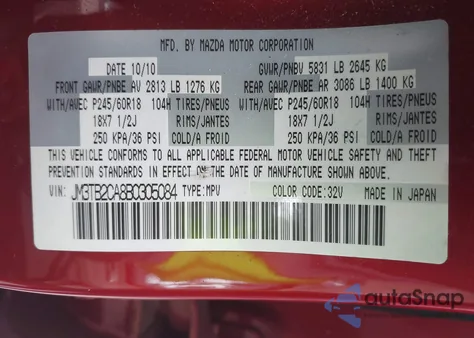 MFD. BY MAZDA MOTOR CORPORATION
DATE 10/10 GVWR/PNBV 5831 LB 2645 KG
FRONT GAWR/PNBE AV 2813 LB 1276 KG REAR GAWR/PNBE AR 3086 LB 1400 KG
WITH/AVEC P245/60R18 104H TIRES/PNEUS WITH/AVEC P245/60R18 104H TIRES/PNEUS
18X7 1/2J RIMS/JANTES 18X7 1/2J RIMS/JANTES
250 KPA/36 PSI COLD/A FROID 250 KPA/36 PSI COLD/A FROID
THIS VEHICLE CONFORMS TO ALL APPLICABLE FEDERAL MOTOR VEHICLE SAFETY AND THEFT
PREVENTION STANDARDS IN EFFECT ON THE DATE OF MANUFACTURE SHOWN ABOVE.
VIN: JM3TB2CA8B0305084 TYPE: MPV COLOR CODE: 32V MADE IN JAPAN
autoSnap